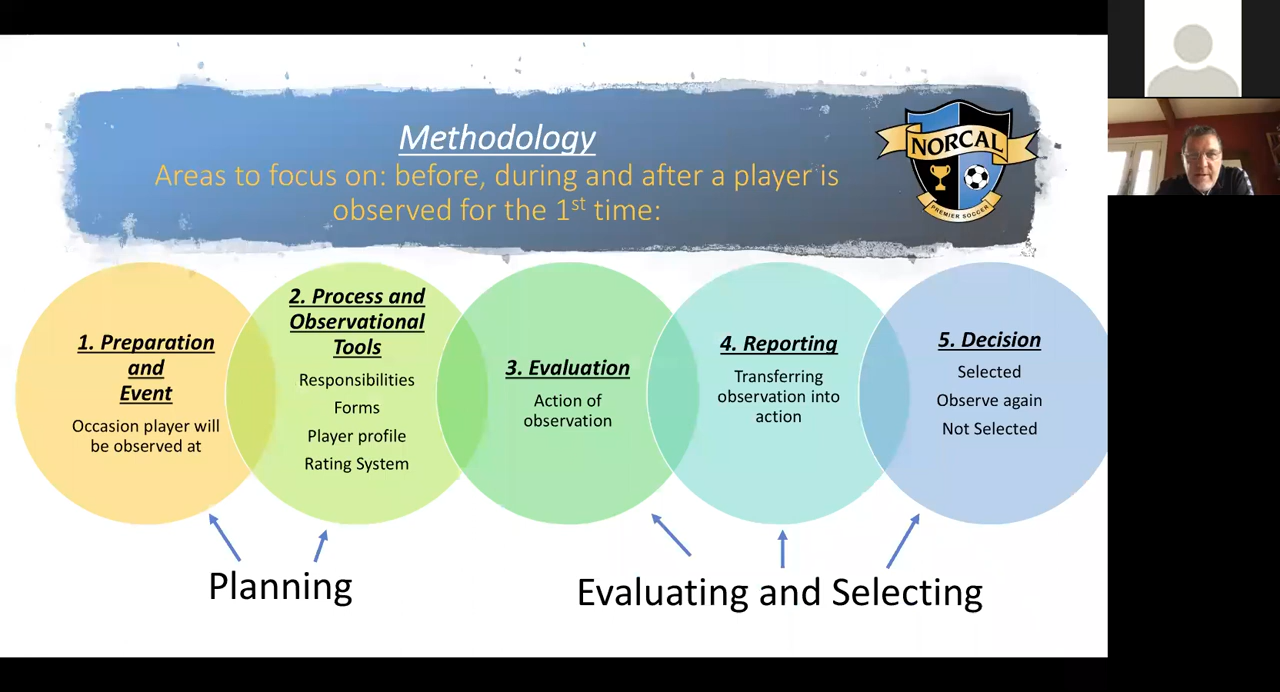 Methodology
Areas to focus on: before, during and after a player is
observed for the 1st time:
NORCAL
PREMIER SOCCER
1. Preparation
and
Event
Occasion player will
be observed at
2. Process and
Observational
Tools
Responsibilities
Forms
Player profile
Rating System
3. Evaluation
Action of
observation
4. Reporting
Transferring
observation into
action
5. Decision
Selected
Observe again
Not Selected
Planning
Evaluating and Selecting